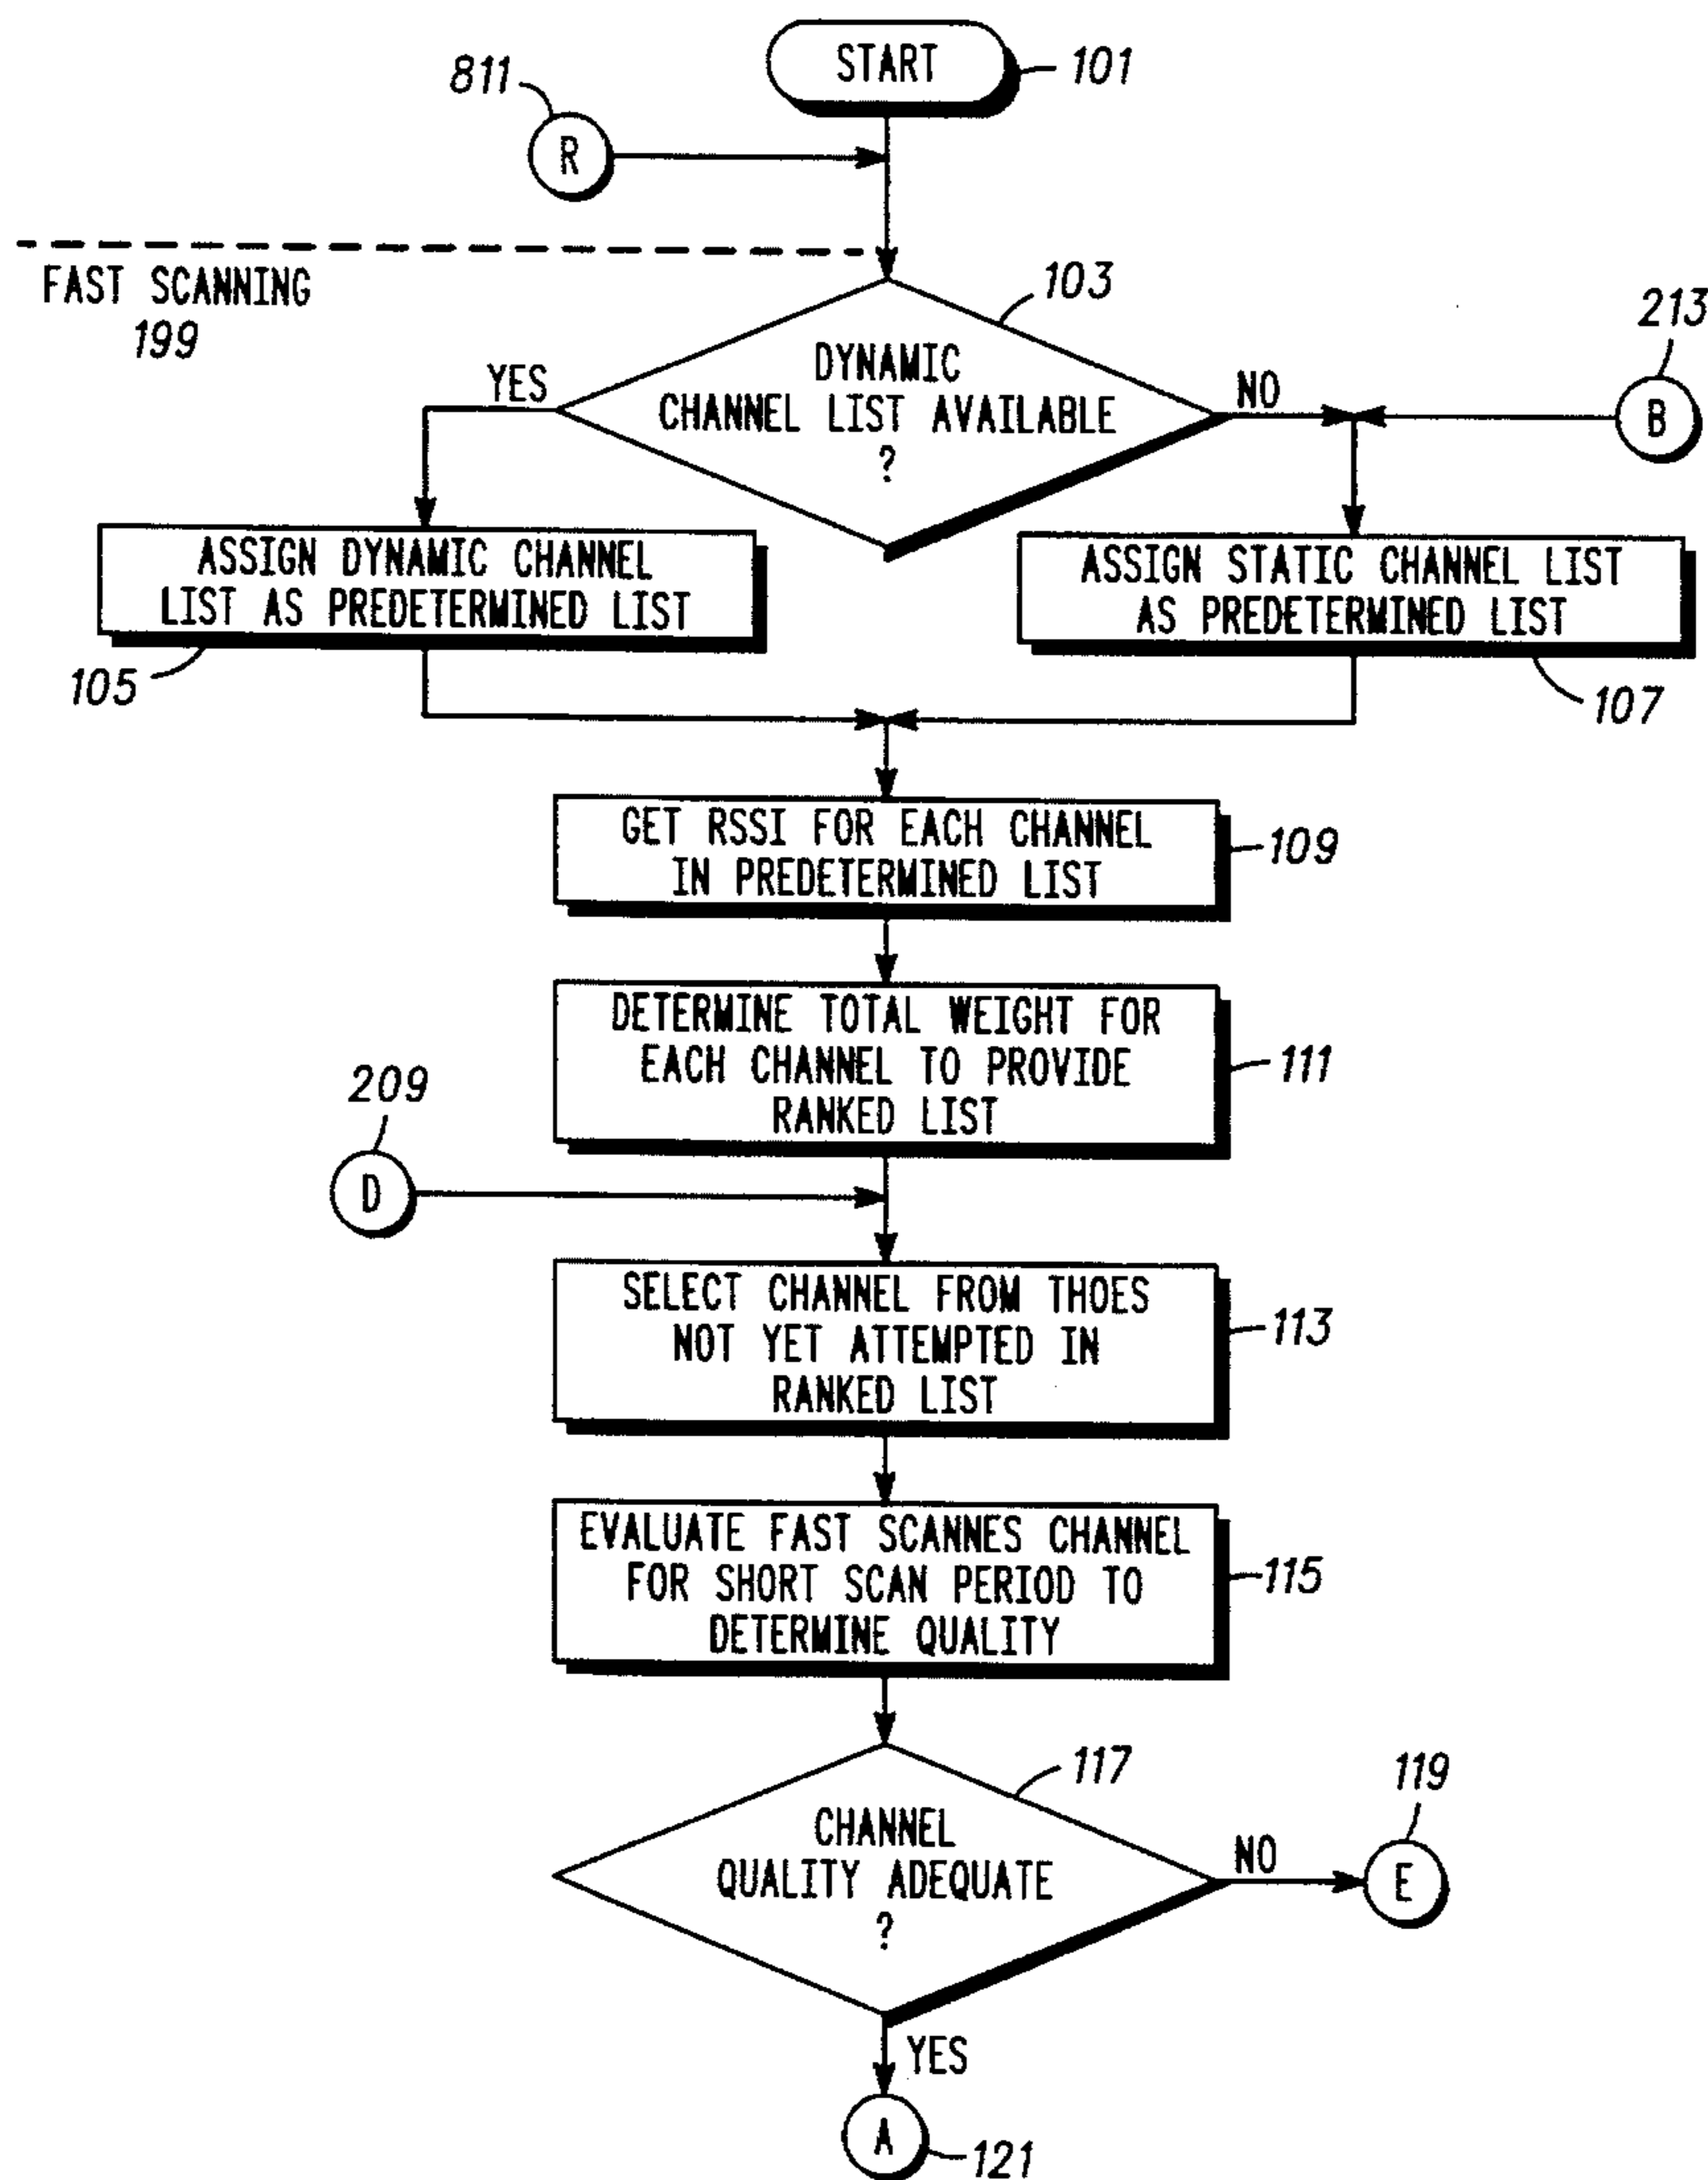 START
101
811
R
FAST SCANNING
199
103
213
DYNAMIC
CHANNEL LIST AVAILABLE
?
YES
NO
B
ASSIGN DYNAMIC CHANNEL
LIST AS PREDETERMINED LIST
ASSIGN STATIC CHANNEL LIST
AS PREDETERMINED LIST
105
107
GET RSSI FOR EACH CHANNEL
IN PREDETERMINED LIST
109
DETERMINE TOTAL WEIGHT FOR
EACH CHANNEL TO PROVIDE
RANKED LIST
111
209
D
SELECT CHANNEL FROM THOES
NOT YET ATTEMPTED IN
RANKED LIST
113
EVALUATE FAST SCANNES CHANNEL
FOR SHORT SCAN PERIOD TO
DETERMINE QUALITY
115
117
119
CHANNEL
QUALITY ADEQUATE
?
NO
E
YES
A
121